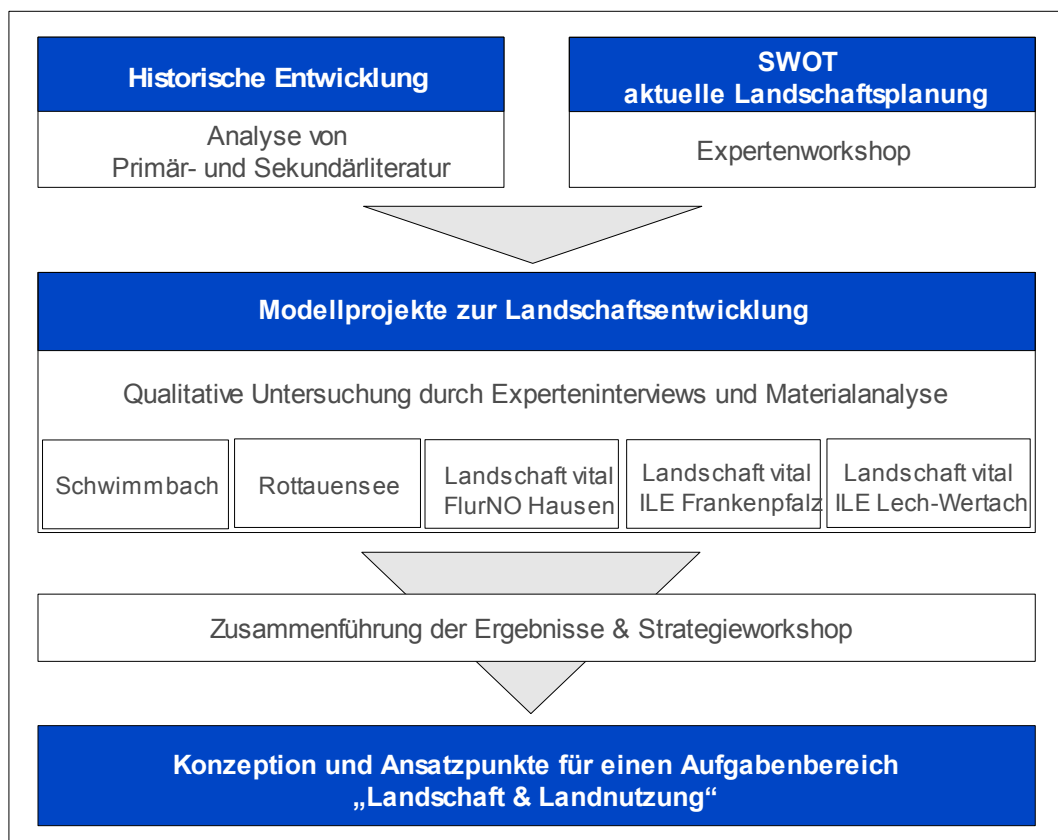 Historische Entwicklung
Analyse von
Primär- und Sekundärliteratur
SWOT
aktuelle Landschaftsplanung
Expertenworkshop
Modellprojekte zur Landschaftsentwicklung
Qualitative Untersuchung durch Experteninterviews und Materialanalyse
Schwimmbach
Rottauensee
Landschaft vital
FlurNO Hausen
Landschaft vital
ILE Frankenpfalz
Landschaft vital
ILE Lech-Wertach
Zusammenführung der Ergebnisse & Strategieworkshop
Konzeption und Ansatzpunkte für einen Aufgabenbereich
„Landschaft & Landnutzung“